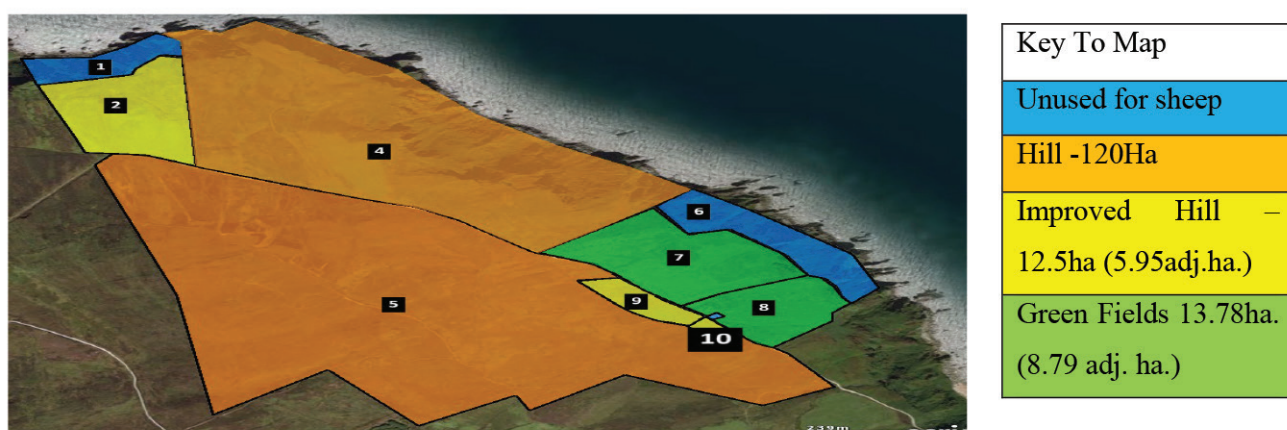 1
2
4
5
6
7
8
9
10
Key To Map
Unused for sheep
Hill -120Ha
Improved Hill –
12.5ha (5.95adj.ha.)
Green Fields 13.78ha.
(8.79 adj. ha.)